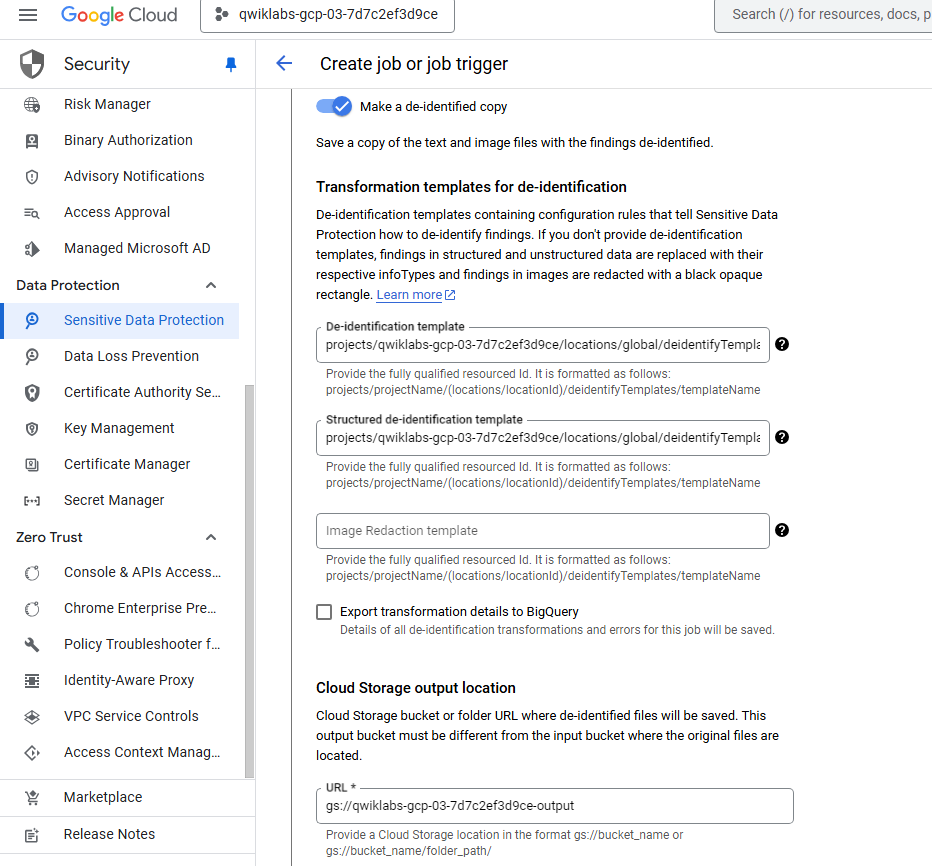 Google Cloud
qwiklabs-gcp-03-7d7c2ef3d9ce
Search (/) for resources, docs, p
Security
Create job or job trigger
Risk Manager
Binary Authorization
Advisory Notifications
Access Approval
Managed Microsoft AD
Data Protection
Sensitive Data Protection
Data Loss Prevention
Certificate Authority Se...
Key Management
Certificate Manager
Secret Manager
Zero Trust
Console & APIs Access...
Chrome Enterprise Pre...
Policy Troubleshooter f...
Identity-Aware Proxy
VPC Service Controls
Access Context Manag...
Marketplace
Release Notes
Make a de-identified copy
Save a copy of the text and image files with the findings de-identified.
Transformation templates for de-identification
De-identification templates containing configuration rules that tell Sensitive Data
Protection how to de-identify findings. If you don't provide de-identification
templates, findings in structured and unstructured data are replaced with their
respective infoTypes and findings in images are redacted with a black opaque
rectangle. Learn more
De-identification template
projects/qwiklabs-gcp-03-7d7c2ef3d9ce/locations/global/deidentifyTempla
Provide the fully qualified resourced Id. It is formatted as follows:
projects/projectName/(locations/locationId)/deidentifyTemplates/templateName
Structured de-identification template
projects/qwiklabs-gcp-03-7d7c2ef3d9ce/locations/global/deidentifyTempla
Provide the fully qualified resourced Id. It is formatted as follows:
projects/projectName/(locations/locationId)/deidentifyTemplates/templateName
Image Redaction template
Provide the fully qualified resourced Id. It is formatted as follows:
projects/projectName/(locations/locationId)/deidentifyTemplates/templateName
Export transformation details to BigQuery
Details of all de-identification transformations and errors for this job will be saved.
Cloud Storage output location
Cloud Storage bucket or folder URL where de-identified files will be saved. This
output bucket must be different from the input bucket where the original files are
located.
URL *
gs://qwiklabs-gcp-03-7d7c2ef3d9ce-output
Provide a Cloud Storage location in the format gs://bucket_name or
gs://bucket_name/folder_path/